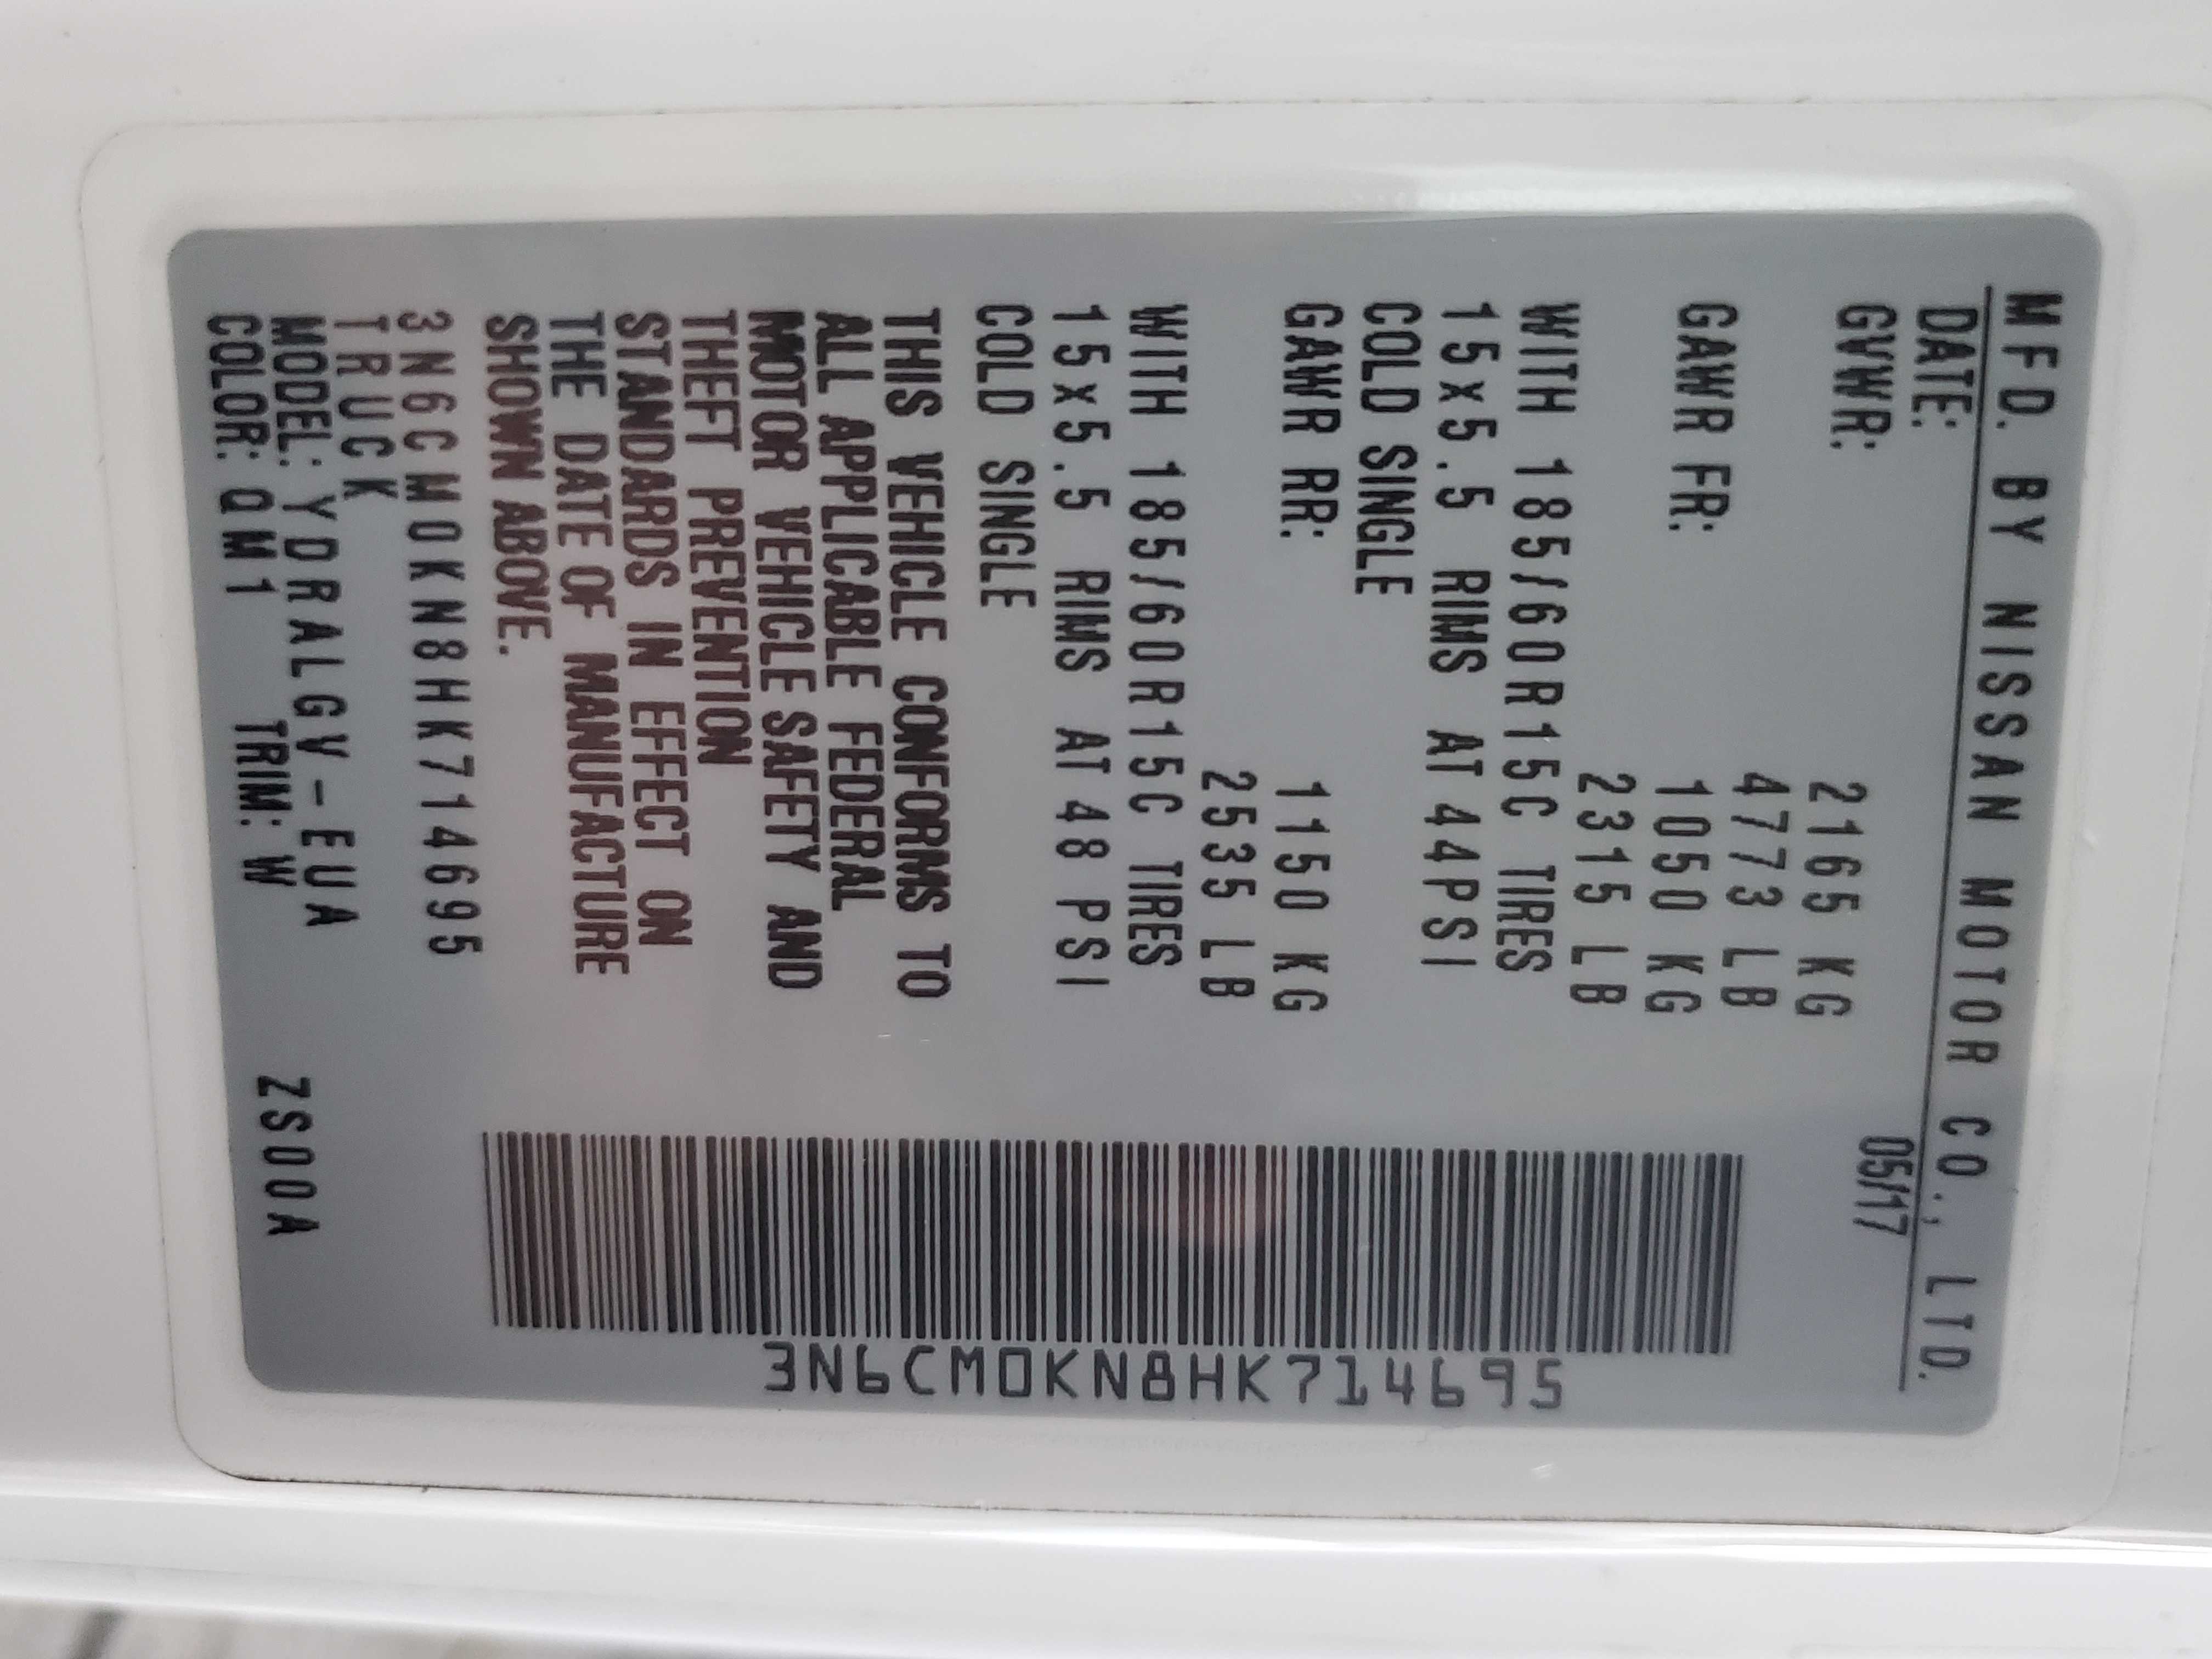 MFD. BY NISSAN MOTOR CO., LTD.
DATE: 05/17
GVWR: 2165 KG
4773 LB
GAWR FR: 1050 KG
2315 LB
WITH 185/60R15C TIRES
15x5.5 RIMS AT 44PSI
COLD SINGLE
GAWR RR: 1150 KG
2535 LB
WITH 185/60R15C TIRES
15x5.5 RIMS AT 48 PSI
COLD SINGLE
THIS VEHICLE CONFORMS TO
ALL APPLICABLE FEDERAL
MOTOR VEHICLE SAFETY AND
THEFT PREVENTION
STANDARDS IN EFFECT ON
THE DATE OF MANUFACTURE
SHOWN ABOVE.
3N6CM0KN8HK714695
TRUCK
MODEL: YDRALGV-EUA
COLOR: QM1 TRIM: W ZS00A
3N6CM0KN8HK714695